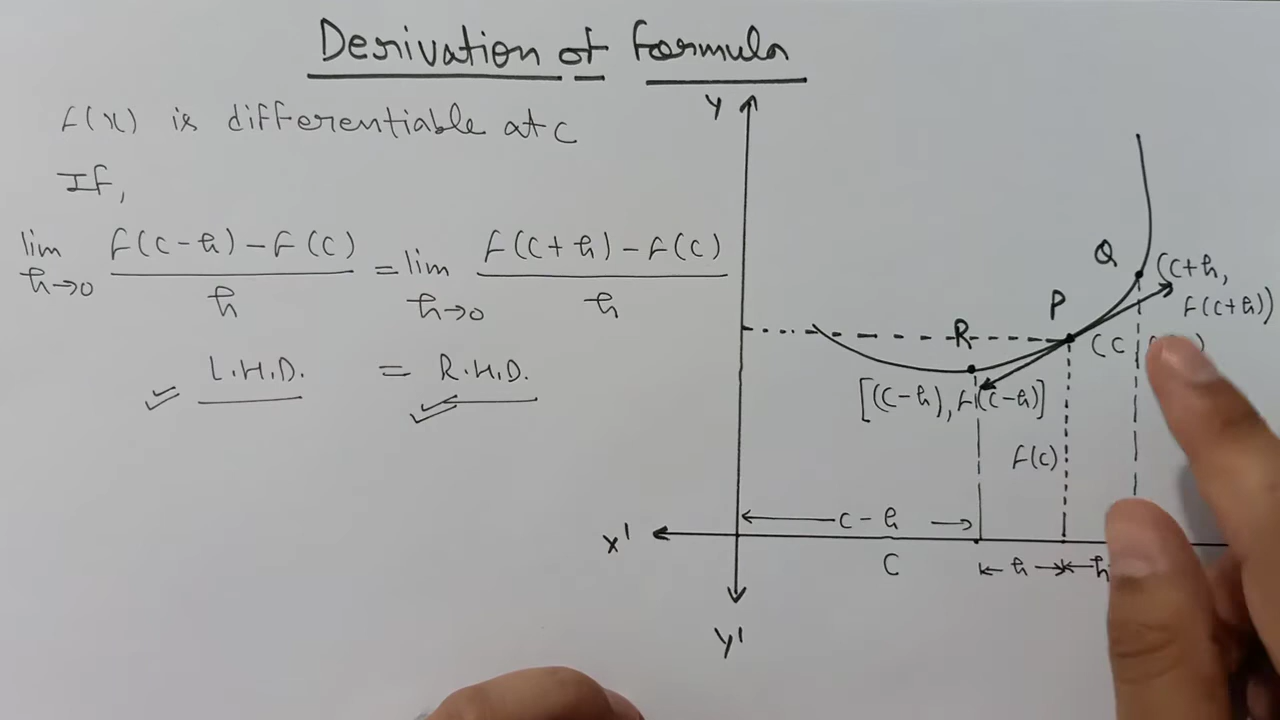 Derivation of formula
f(x) is differentiable at c
If,
lim h→0 f(c-h) - f(c) / h = lim h→0 f(c+h) - f(c) / h
L.H.D. = R.H.D.
Y
Q (c+h,
f(c+h))
P
R
(c
[(c-h), f(c-h)]
f(c)
c - h
X'
C
h
h
Y'